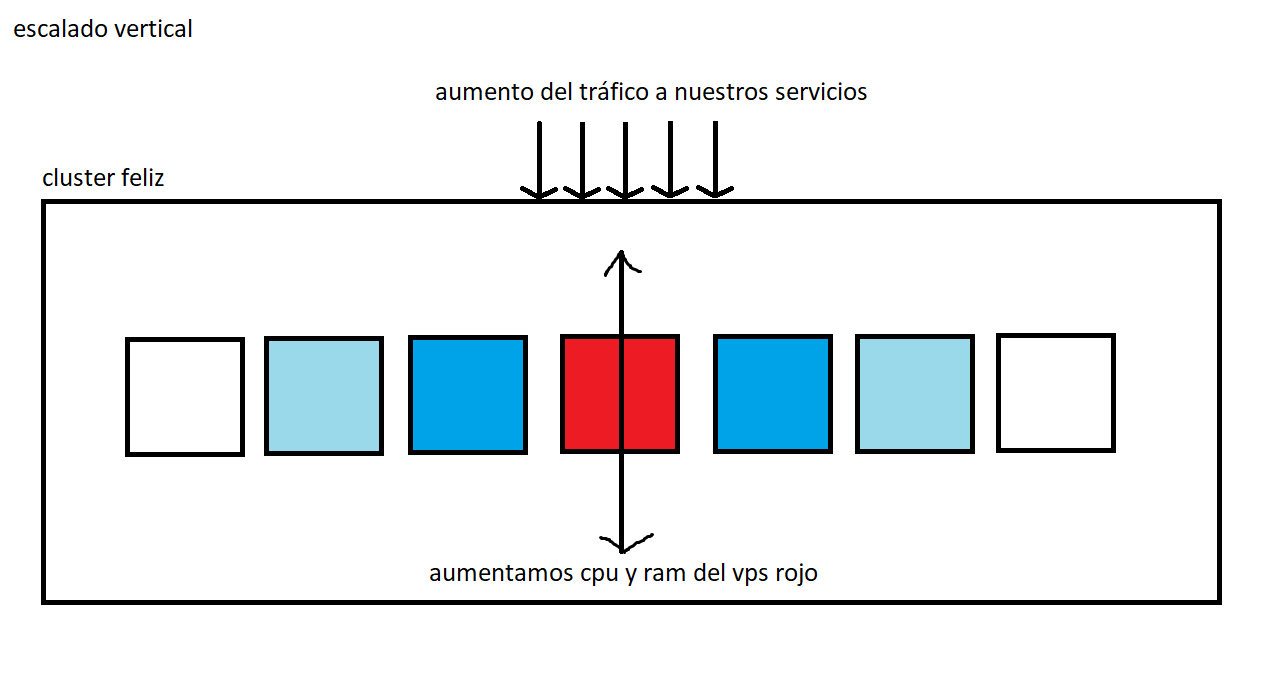 escalado vertical
aumento del tráfico a nuestros servicios
cluster feliz
aumentamos cpu y ram del vps rojo